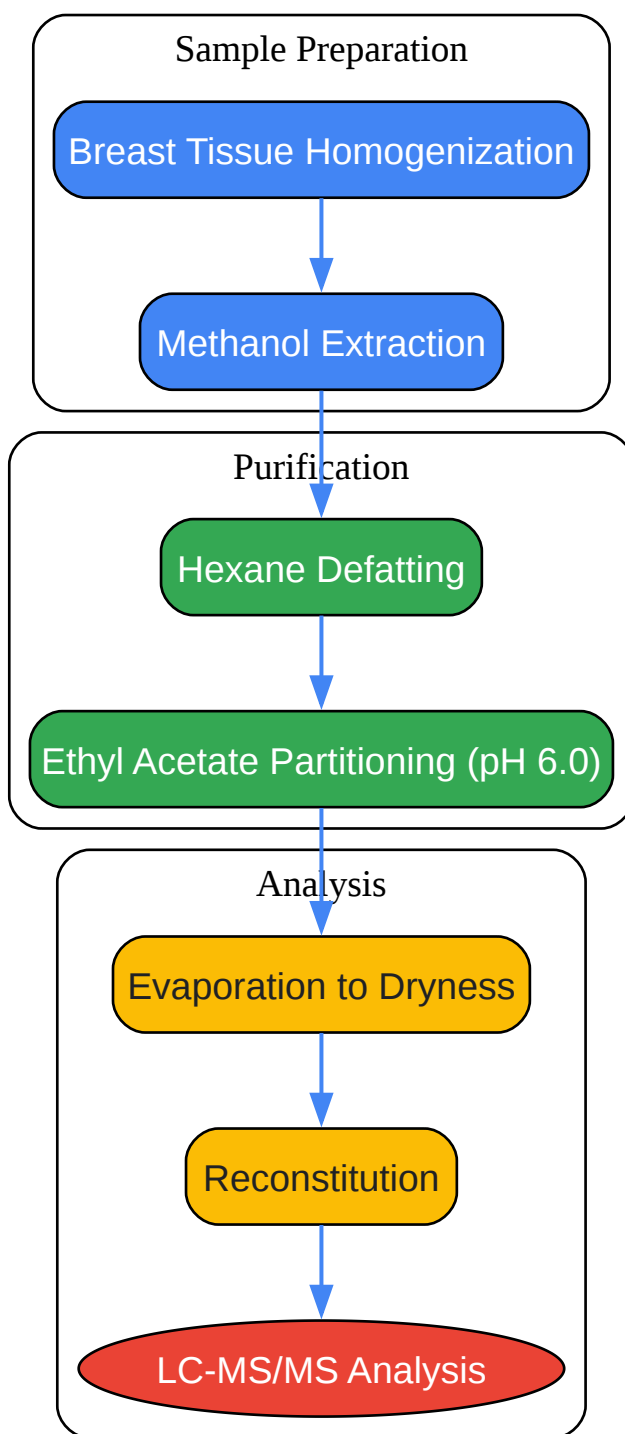 Sample Preparation
Breast Tissue Homogenization
Methanol Extraction
Purification
Hexane Defatting
Ethyl Acetate Partitioning (pH 6.0)
Analysis
Evaporation to Dryness
Reconstitution
LC-MS/MS Analysis